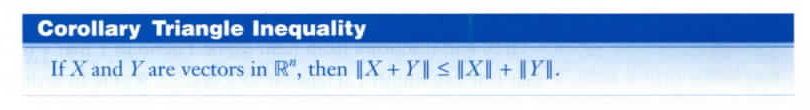 Corollary Triangle Inequality
If X and Y are vectors in ℝⁿ, then ‖X + Y‖ ≤ ‖X‖ + ‖Y‖.